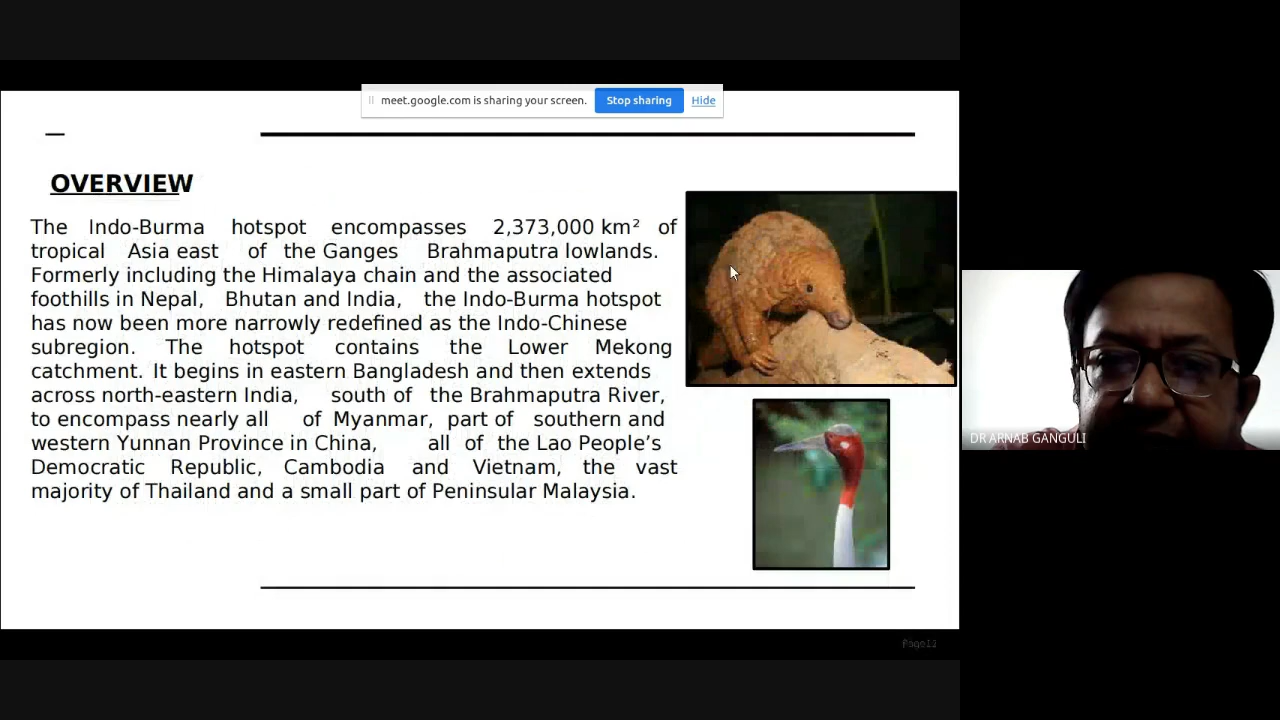 meet.google.com is sharing your screen. Stop sharing Hide
OVERVIEW
The Indo-Burma hotspot encompasses 2,373,000 km² of
tropical Asia east of the Ganges Brahmaputra lowlands.
Formerly including the Himalaya chain and the associated
foothills in Nepal, Bhutan and India, the Indo-Burma hotspot
has now been more narrowly redefined as the Indo-Chinese
subregion. The hotspot contains the Lower Mekong
catchment. It begins in eastern Bangladesh and then extends
across north-eastern India, south of the Brahmaputra River,
to encompass nearly all of Myanmar, part of southern and
western Yunnan Province in China, all of the Lao People’s
Democratic Republic, Cambodia and Vietnam, the vast
majority of Thailand and a small part of Peninsular Malaysia.
DR ARNAB GANGULI